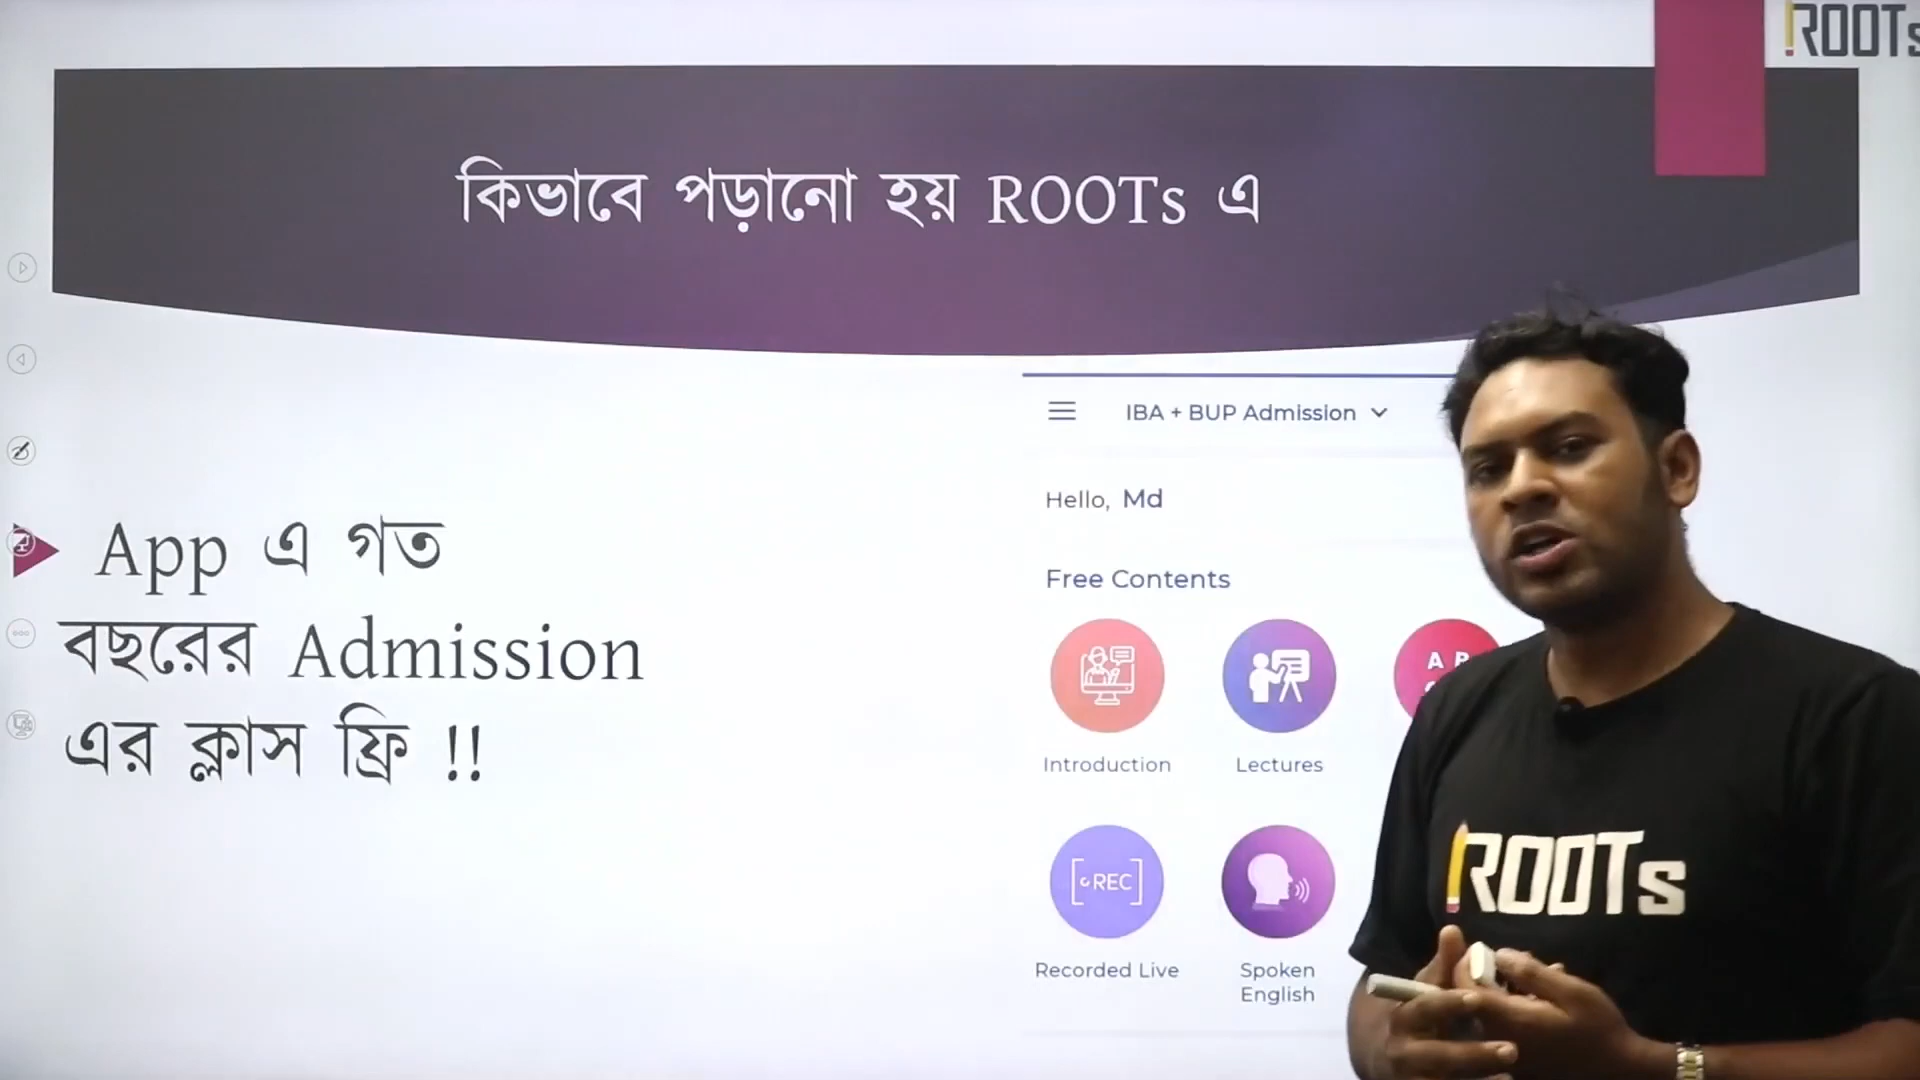 ROOTs
কিভাবে পড়ানো হয় ROOTs এ
App এ গত
বছরের Admission
এর ক্লাস ফ্রি !!
IBA + BUP Admission
Hello, Md
Free Contents
Introduction
Lectures
REC
Recorded Live
Spoken
English
ROOTs